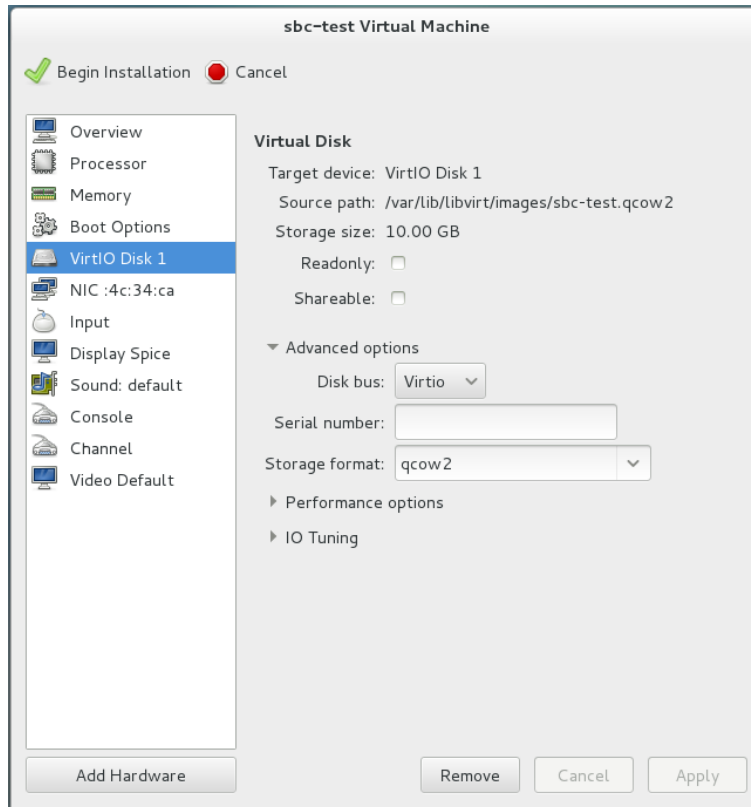 sbc-test Virtual Machine
Begin Installation Cancel
Overview
Processor
Memory
Boot Options
VirtIO Disk 1
NIC :4c:34:ca
Input
Display Spice
Sound: default
Console
Channel
Video Default
Add Hardware
Virtual Disk
Target device: VirtIO Disk 1
Source path: /var/lib/libvirt/images/sbc-test.qcow2
Storage size: 10.00 GB
Readonly:
Shareable:
Advanced options
Disk bus: Virtio
Serial number:
Storage format: qcow2
Performance options
IO Tuning
Remove Cancel Apply